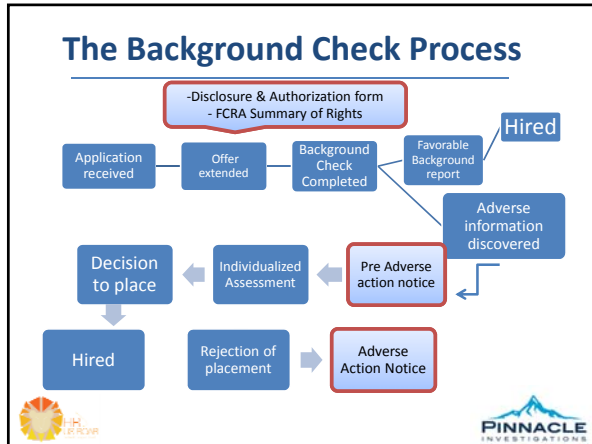 The Background Check Process
-Disclosure & Authorization form
- FCRA Summary of Rights
Application
received
Offer
extended
Background
Check
Completed
Favorable
Background
report
Hired
Adverse
information
discovered
Pre Adverse
action notice
Individualized
Assessment
Decision
to place
Hired
Rejection of
placement
Adverse
Action Notice
PINNACLE
INVESTIGATIONS